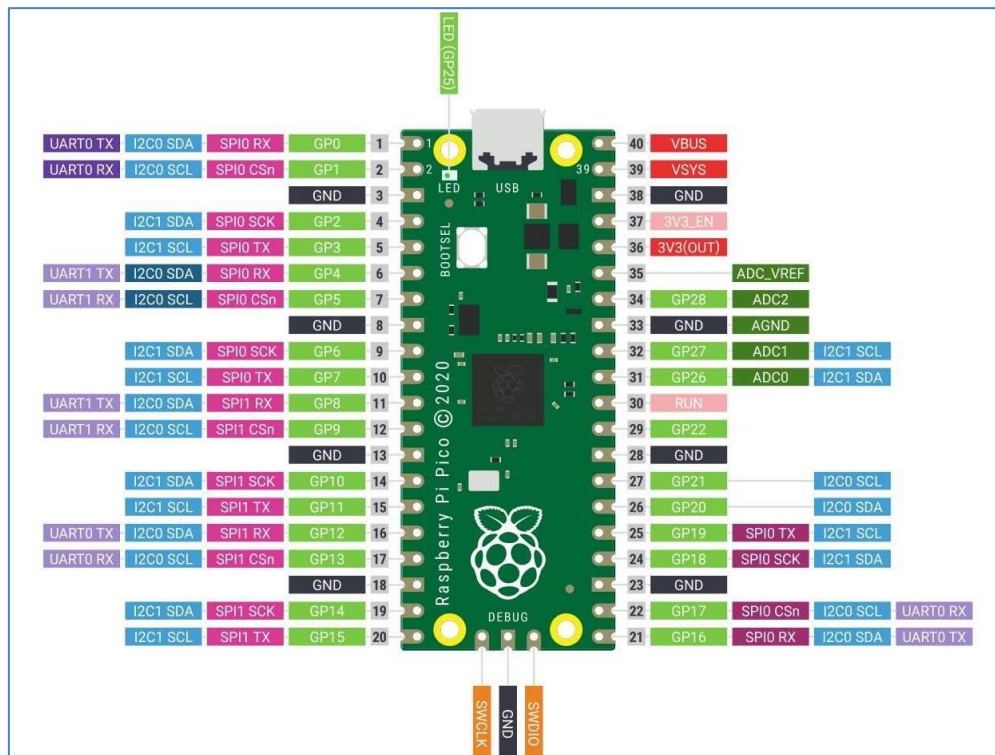 LED (GP25)
UART0 TX I2C0 SDA SPI0 RX GP0 1 1 40 VBUS
UART0 RX I2C0 SCL SPI0 CSn GP1 2 2 39 39 VSYS
LED USB
GND 3 38 GND
I2C1 SDA SPI0 SCK GP2 4 37 3V3_EN
I2C1 SCL SPI0 TX GP3 5 BOOTSEL 36 3V3(OUT)
UART1 TX I2C0 SDA SPI0 RX GP4 6 35 ADC_VREF
UART1 RX I2C0 SCL SPI0 CSn GP5 7 34 GP28 ADC2
GND 8 33 GND AGND
I2C1 SDA SPI0 SCK GP6 9 32 GP27 ADC1 I2C1 SCL
I2C1 SCL SPI0 TX GP7 10 31 GP26 ADC0 I2C1 SDA
UART1 TX I2C0 SDA SPI1 RX GP8 11 30 RUN
UART1 RX I2C0 SCL SPI1 CSn GP9 12 29 GP22
GND 13 28 GND
Raspberry Pi Pico © 2020
I2C1 SDA SPI1 SCK GP10 14 27 GP21 I2C0 SCL
I2C1 SCL SPI1 TX GP11 15 26 GP20 I2C0 SDA
UART0 TX I2C0 SDA SPI1 RX GP12 16 25 GP19 SPI0 TX I2C1 SCL
UART0 RX I2C0 SCL SPI1 CSn GP13 17 24 GP18 SPI0 SCK I2C1 SDA
GND 18 23 GND
I2C1 SDA SPI1 SCK GP14 19 22 GP17 SPI0 CSn I2C0 SCL UART0 RX
DEBUG
I2C1 SCL SPI1 TX GP15 20 21 GP16 SPI0 RX I2C0 SDA UART0 TX
SWCLK GND SWDIO